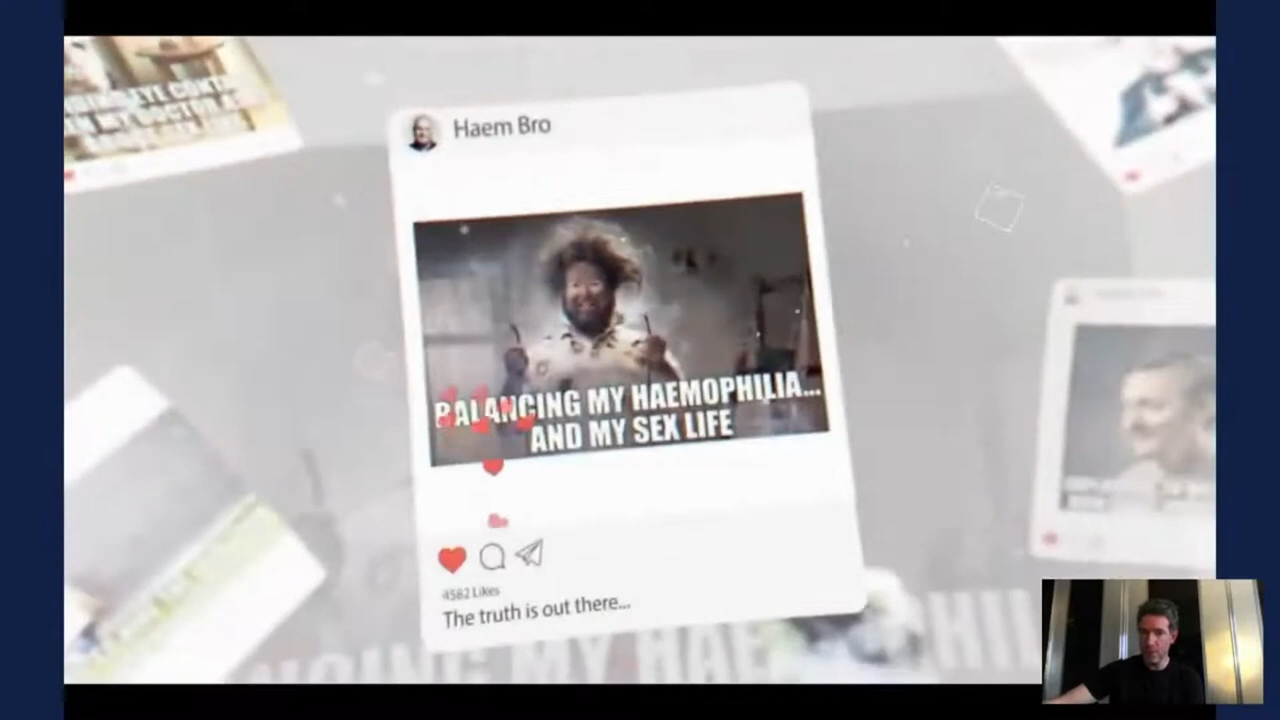 Haem Bro
BALANCING MY HAEMOPHILIA...
AND MY SEX LIFE
4582 Likes
The truth is out there...